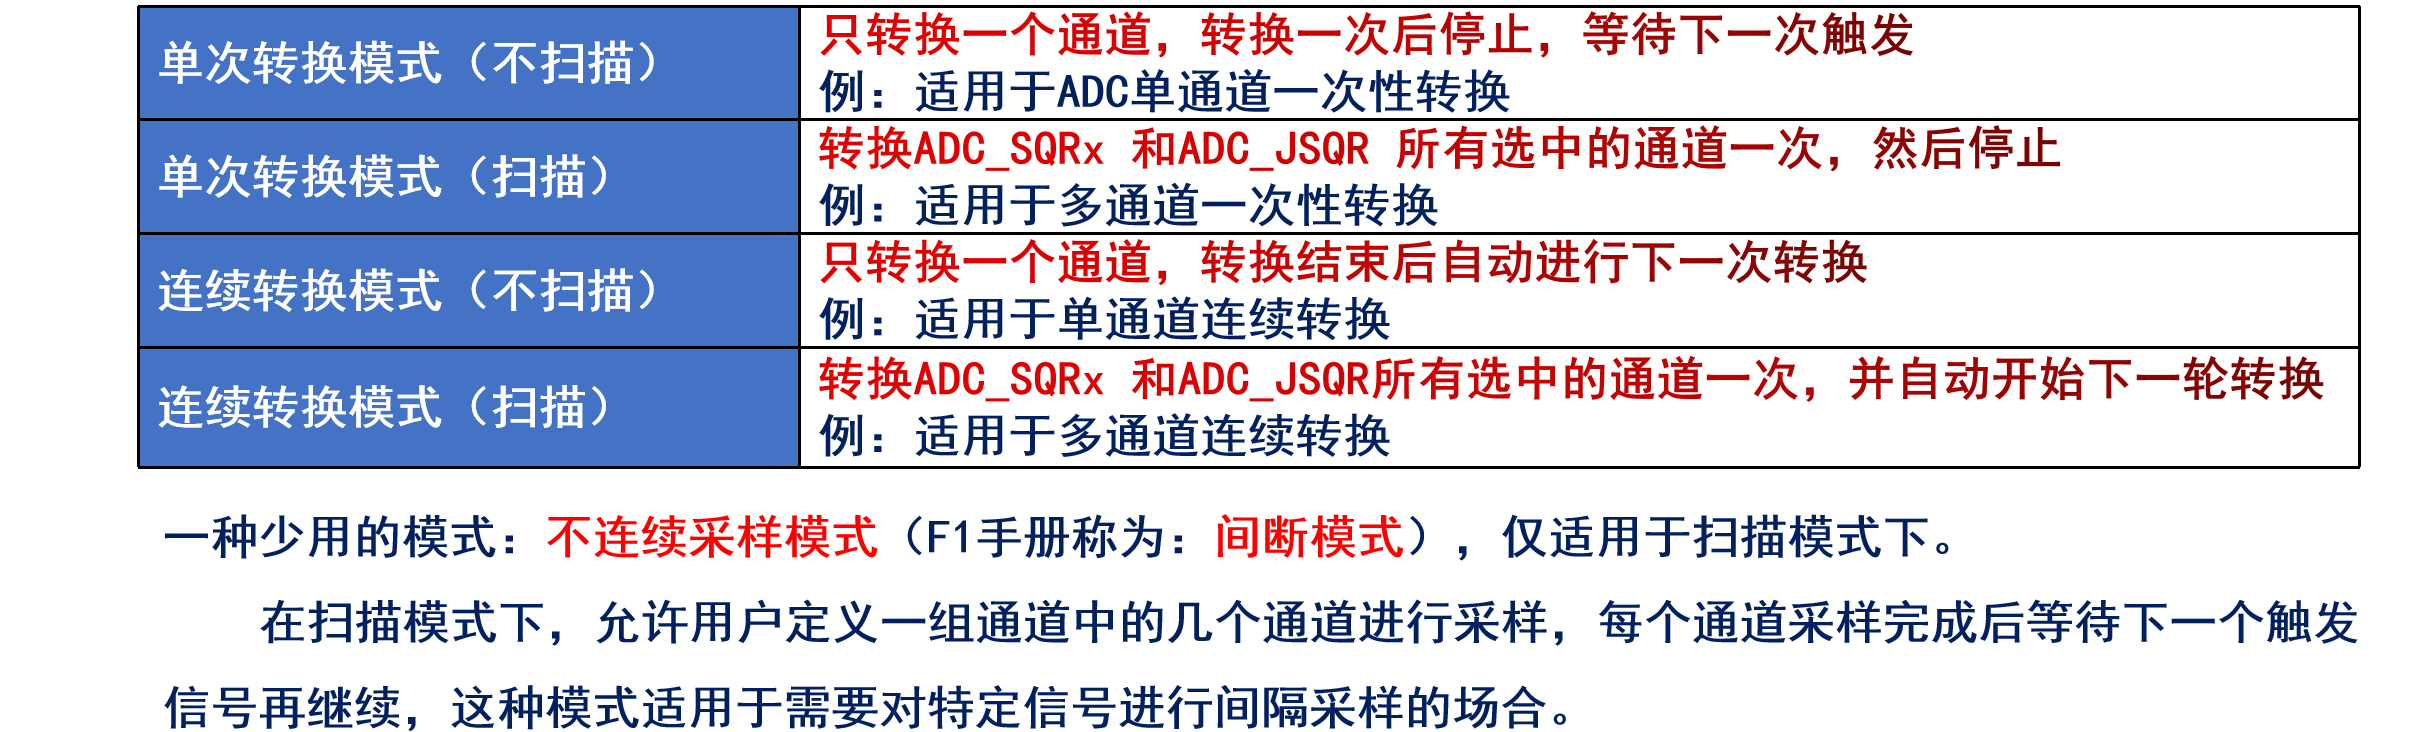 单次转换模式（不扫描）
只转换一个通道，转换一次后停止，等待下一次触发
例：适用于ADC单通道一次性转换
单次转换模式（扫描）
转换ADC_SQRx 和ADC_JSQR 所有选中的通道一次，然后停止
例：适用于多通道一次性转换
连续转换模式（不扫描）
只转换一个通道，转换结束后自动进行下一次转换
例：适用于单通道连续转换
连续转换模式（扫描）
转换ADC_SQRx 和ADC_JSQR所有选中的通道一次，并自动开始下一轮转换
例：适用于多通道连续转换
一种少用的模式：不连续采样模式（F1手册称为：间断模式），仅适用于扫描模式下。
在扫描模式下，允许用户定义一组通道中的几个通道进行采样，每个通道采样完成后等待下一个触发
信号再继续，这种模式适用于需要对特定信号进行间隔采样的场合。